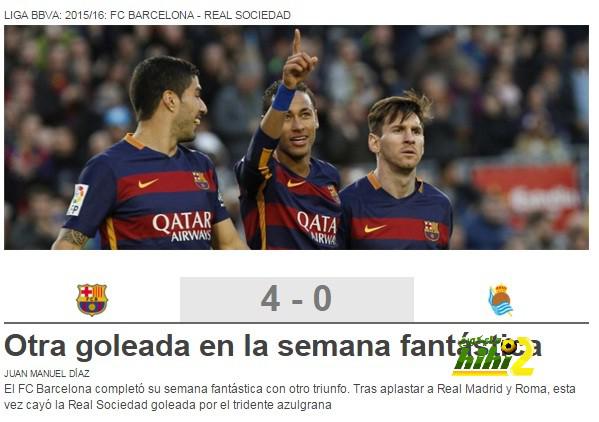 LIGA BBVA: 2015/16: FC BARCELONA - REAL SOCIEDAD
QATAR
AIRWAYS
QATAR
AIRWAYS
4 - 0
Otra goleada en la semana fantástica
JUAN MANUEL DÍAZ
El FC Barcelona completó su semana fantástica con otro triunfo. Tras aplastar a Real Madrid y Roma, esta
vez cayó la Real Sociedad goleada por el tridente azulgrana